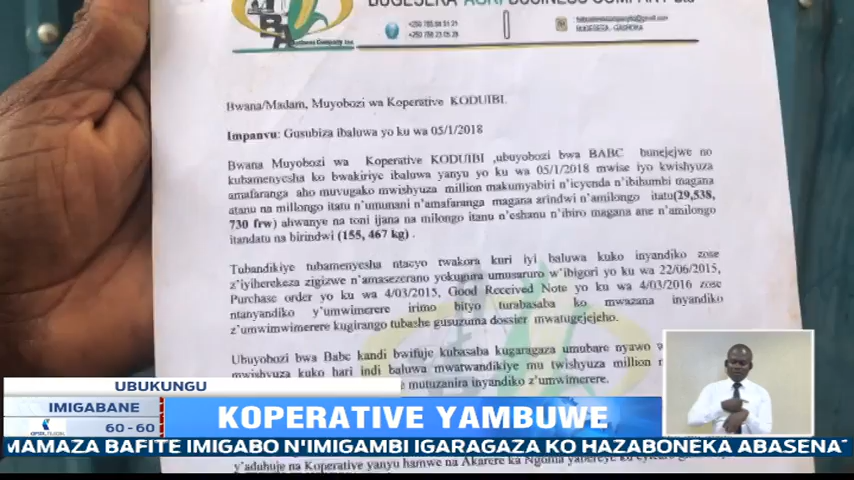 BUGESERA AGRI BUSINESS COMPANY Ltd
BUGESERA - GASHORA
BA
Business Company Ltd.
Bwana/Madam, Muyobozi wa Koperative KODUIBI.
Impanvu: Gusubiza ibaluwa yo ku wa 05/1/2018
Bwana Muyobozi wa Koperative KODUIBI ,ubuyobozi bwa BABC bunejejwe no
kubamenyesha ko bwakiriye ibaluwa yanyu yo ku wa 05/1/2018 mwise iyo kwishyuza
amafaranga aho muvugako mwishyuza million makumyabiri n'icyenda n'ibihumbi magana
atanu na millongo itatu n'umunani n'amafaranga magana arindwi n'amilongo itatu(29,538,
730 frw) ahwanye na toni ijana na milongo itanu n'eshanu n'ibiro magana ane n'amilongo
itandatu na birindwi (155, 467 kg) .
Tubandikiye tubamenyesha ntacyo twakora kuri iyi baluwa kuko inyandiko zose
z'iyiherekeza zigizwe n'amasezerano yokugura umusaruro w'ibigori yo ku wa 22/06/2015,
Purchase order yo ku wa 4/03/2015, Good Received Note yo ku wa 4/03/2016 zose
ntanyandiko y'umwimerere irimo bityo turabasaba ko mwazana inyandiko
z'umwimwimerere kugirango tubashe gusuzuma dossier mwatugejejeho.
Ubuyobozi bwa Babc kandi bwifuje kubasaba kugaragaza umubare nyawo
mwishyuza kuko hari indi baluwa mwatwandikiye mu twishyuza million
e mutuzanira inyandiko z'umwimerere.
UBUKUNGU
IMIGABANE
60 - 60
KOPERATIVE YAMBUWE
MAMAZA BAFITE IMIGABO N'IMIGAMBI IGARAGAZA KO HAZABONEKA ABASENAT
y'aduhuje na Koperative yanyu hamwe na Akarere ka Ngoma